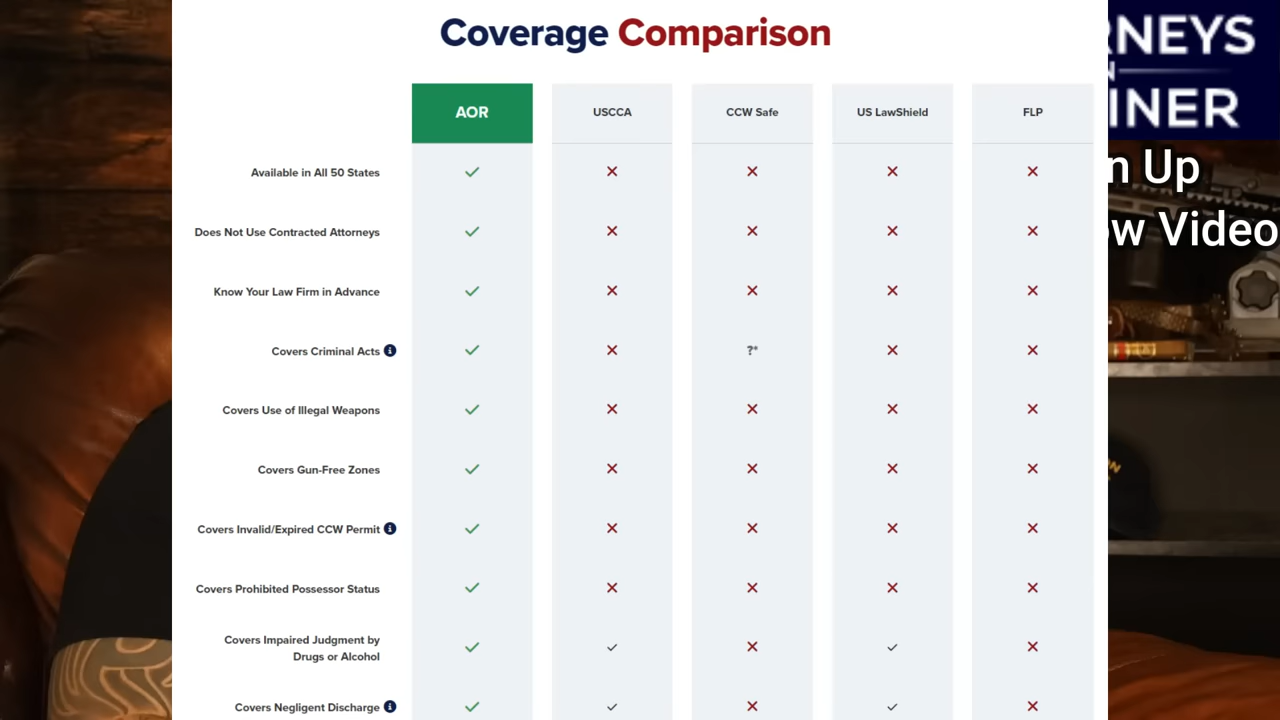 Coverage Comparison
AOR USCCA CCW Safe US LawShield FLP
Available in All 50 States ✓ ✕ ✕ ✕ ✕
Does Not Use Contracted Attorneys ✓ ✕ ✕ ✕ ✕
Know Your Law Firm in Advance ✓ ✕ ✕ ✕ ✕
Covers Criminal Acts ✓ ✕ ?* ✕ ✕
Covers Use of Illegal Weapons ✓ ✕ ✕ ✕ ✕
Covers Gun-Free Zones ✓ ✕ ✕ ✕ ✕
Covers Invalid/Expired CCW Permit ✓ ✕ ✕ ✕ ✕
Covers Prohibited Possessor Status ✓ ✕ ✕ ✕ ✕
Covers Impaired Judgment by
Drugs or Alcohol ✓ ✓ ✕ ✓ ✕
Covers Negligent Discharge ✓ ✓ ✕ ✓ ✕
RNEYS
INER
n Up
ow Video